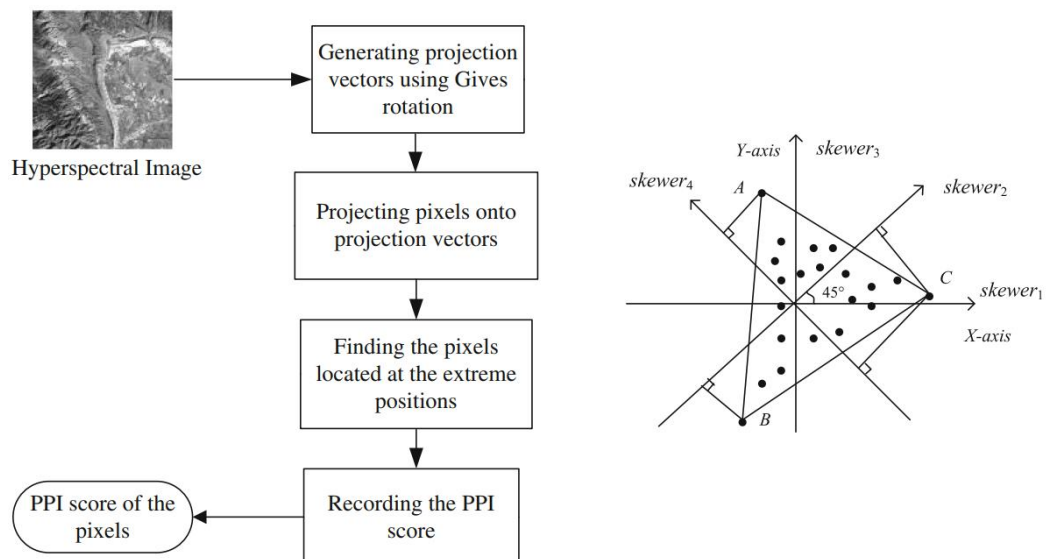 Hyperspectral Image
Generating projection
vectors using Gives
rotation
Projecting pixels onto
projection vectors
Finding the pixels
located at the extreme
positions
Recording the PPI
score
PPI score of the
pixels
Y-axis
skewer3
skewer4
skewer2
A
C
45°
skewer1
X-axis
B